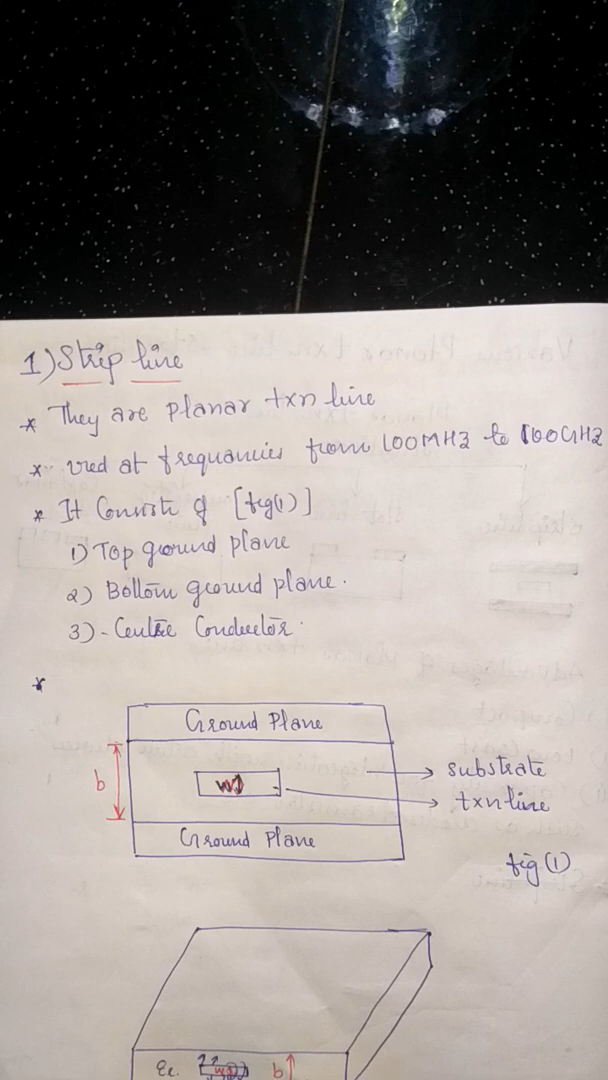 1) Strip line
* They are planar txn line
* used at frequancies from 100MHz to 100GHz
* It Consists of [fig(1)]
1) Top ground plane
2) Bottom ground plane.
3) - Centre Conductor.
*
Ground Plane
b
W
substrate
txn line
Ground Plane
fig (1)
b